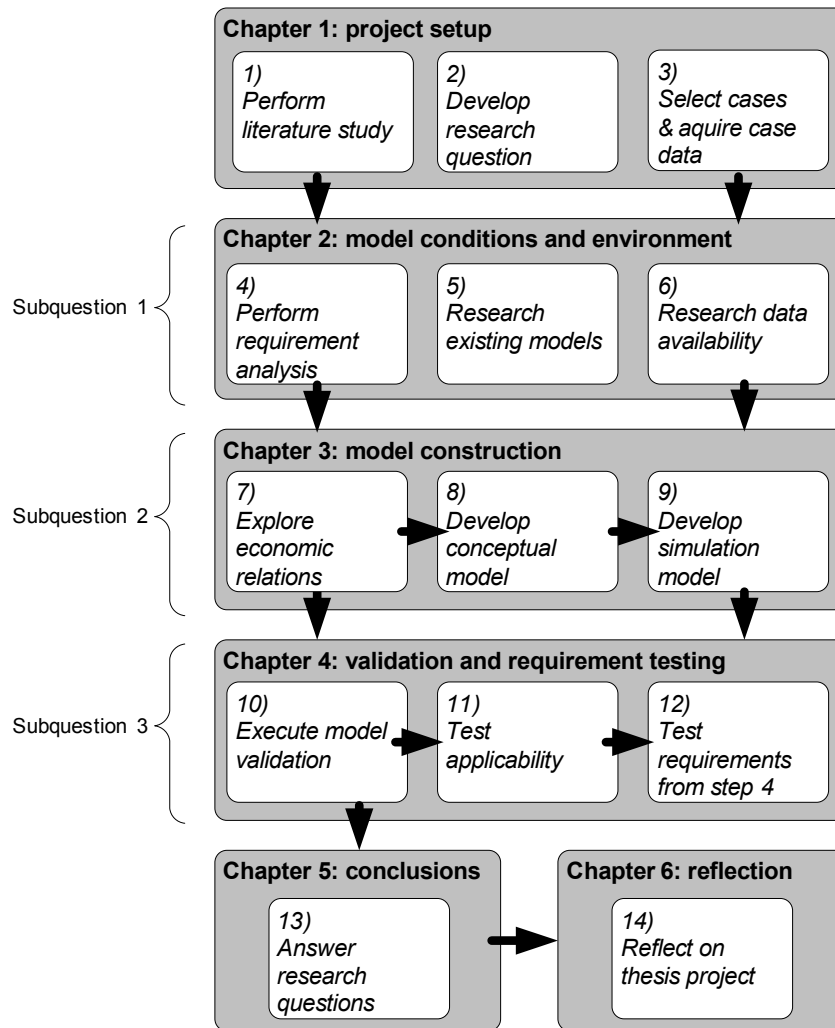 Chapter 1: project setup
1)
Perform
literature study
2)
Develop
research
question
3)
Select cases
& aquire case
data
Subquestion 1
Chapter 2: model conditions and environment
4)
Perform
requirement
analysis
5)
Research
existing models
6)
Research data
availability
Subquestion 2
Chapter 3: model construction
7)
Explore
economic
relations
8)
Develop
conceptual
model
9)
Develop
simulation
model
Subquestion 3
Chapter 4: validation and requirement testing
10)
Execute model
validation
11)
Test
applicability
12)
Test
requirements
from step 4
Chapter 5: conclusions
13)
Answer
research
questions
Chapter 6: reflection
14)
Reflect on
thesis project